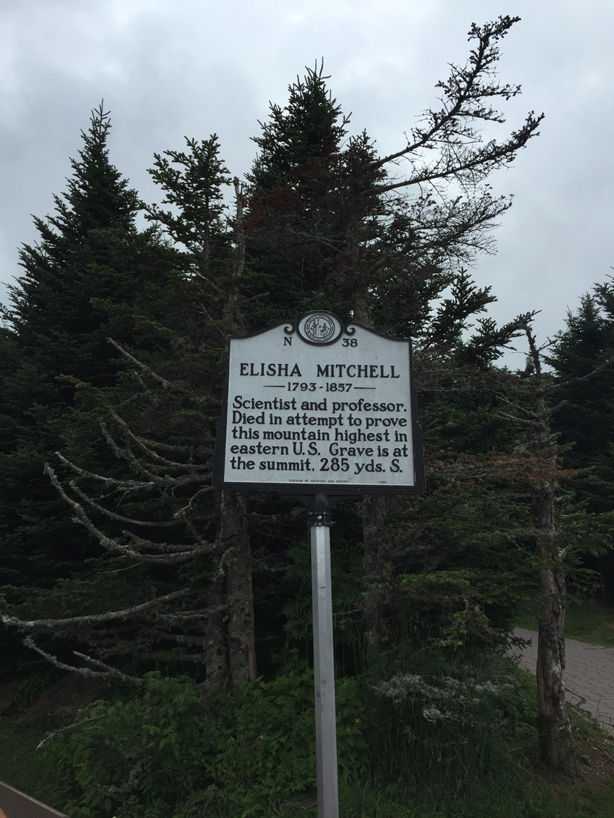 N 38
ELISHA MITCHELL
1793-1857
Scientist and professor.
Died in attempt to prove
this mountain highest in
eastern U.S. Grave is at
the summit, 285 yds. S.